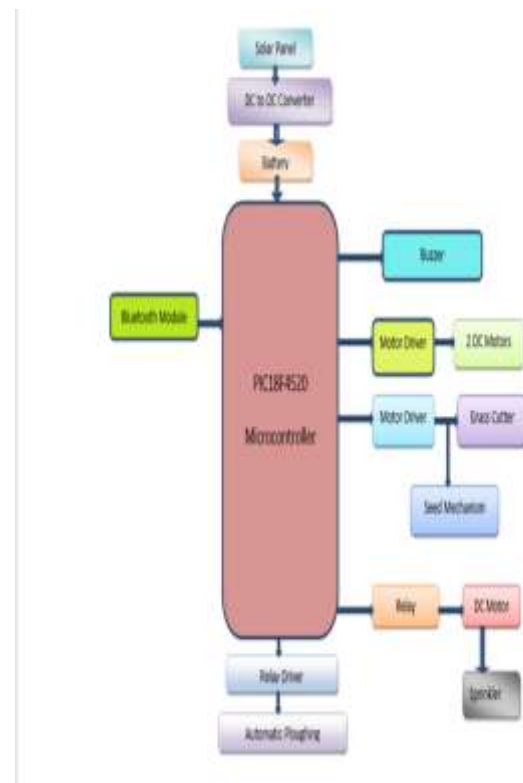 Solar Panel
DC to DC Converter
Battery
Buzzer
Bluetooth Module
Motor Driver
2 DC Motors
PIC18F4520
Microcontroller
Motor Driver
Grass Cutter
Seed Mechanism
Relay
DC Motor
Sprinkler
Relay Driver
Automatic Ploughing